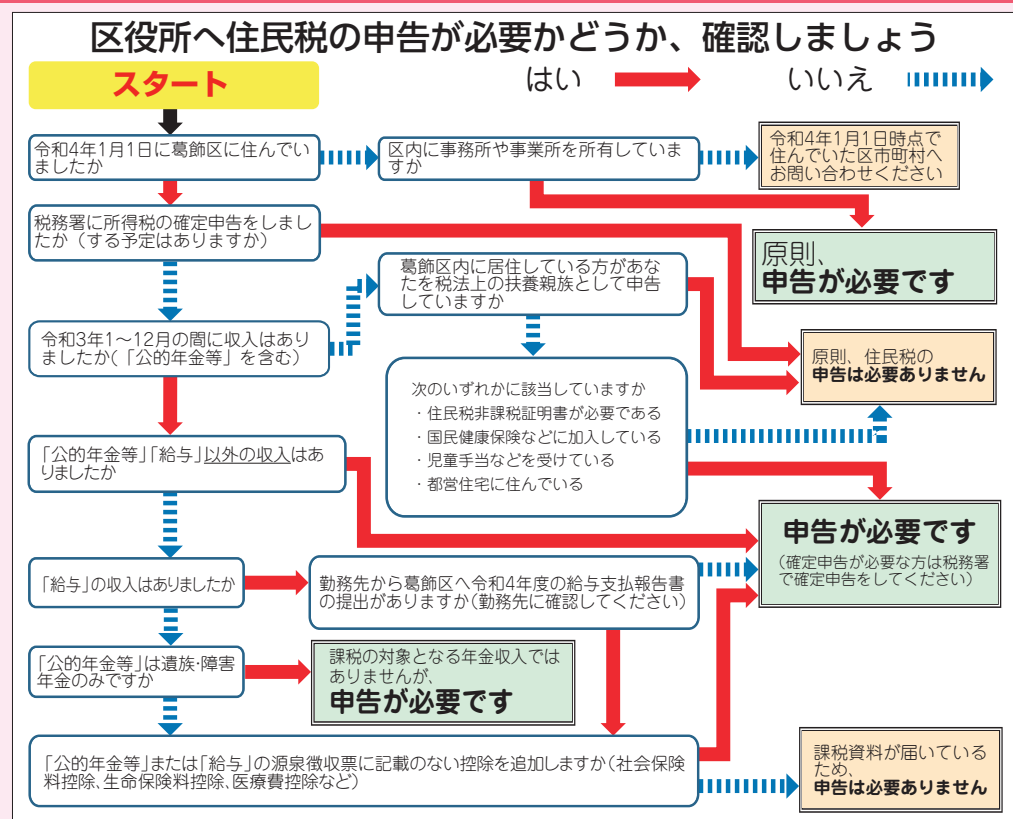 区役所へ住民税の申告が必要かどうか、確認しましょう
スタート
はい
いいえ
令和4年1月1日に葛飾区に住んでい
ましたか
区内に事務所や事業所を所有していま
すか
令和4年1月1日時点で
住んでいた区市町村へ
お問い合わせください
税務署に所得税の確定申告をしまし
たか（する予定はありますか）
原則、
申告が必要です
葛飾区内に居住している方があな
たを税法上の扶養親族として申告
していますか
令和3年1～12月の間に収入はあり
ましたか(「公的年金等」を含む)
原則、住民税の
申告は必要ありません
次のいずれかに該当していますか
・住民税非課税証明書が必要である
・国民健康保険などに加入している
・児童手当などを受けている
・都営住宅に住んでいる
「公的年金等」「給与」以外の収入はあ
りましたか
申告が必要です
(確定申告が必要な方は税務署
で確定申告をしてください)
「給与」の収入はありましたか
勤務先から葛飾区へ令和4年度の給与支払報告書
の提出がありますか(勤務先に確認してください)
「公的年金等」は遺族・障害
年金のみですか
課税の対象となる年金収入では
ありませんが、
申告が必要です
「公的年金等」または「給与」の源泉徴収票に記載のない控除を追加しますか(社会保険
料控除、生命保険料控除、医療費控除など)
課税資料が届いている
ため、
申告は必要ありません